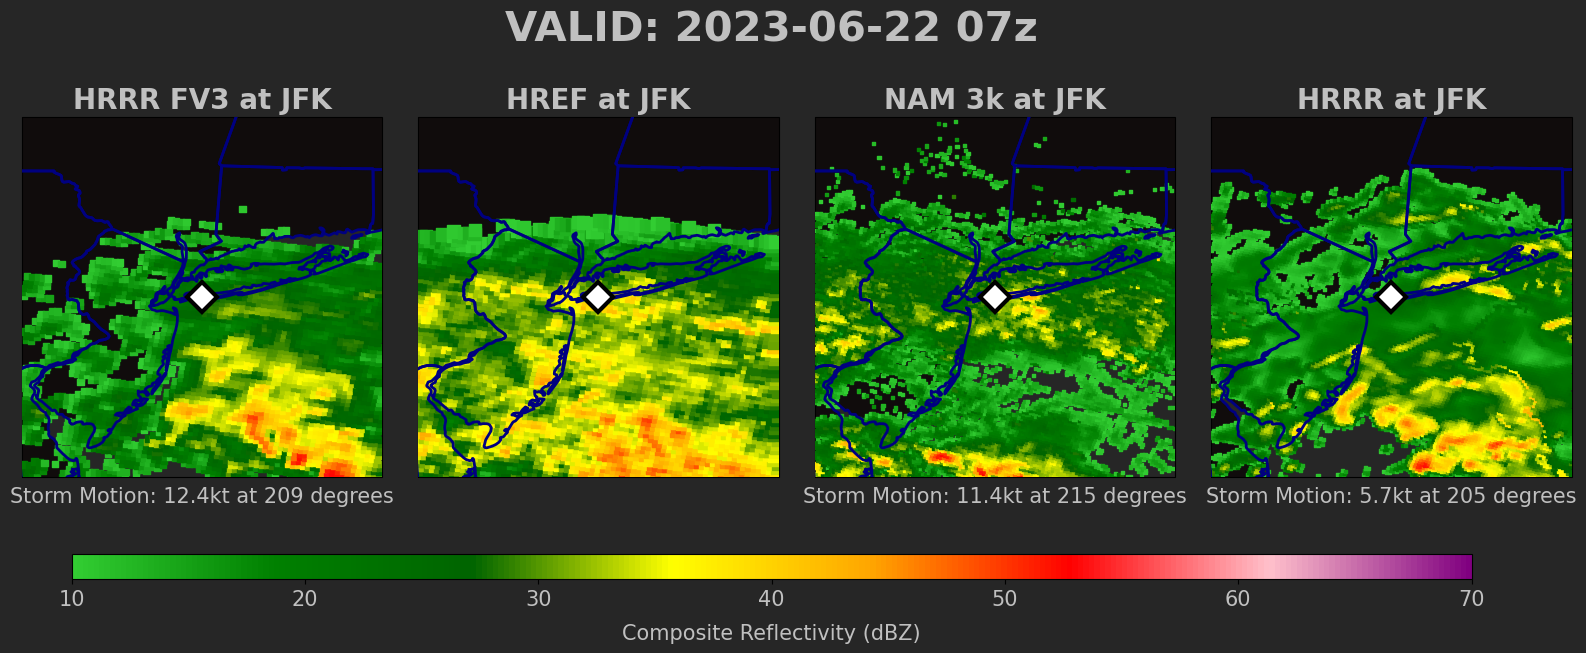 VALID: 2023-06-22 07z
HRRR FV3 at JFK
HREF at JFK
NAM 3k at JFK
HRRR at JFK
Storm Motion: 12.4kt at 209 degrees
Storm Motion: 11.4kt at 215 degrees
Storm Motion: 5.7kt at 205 degrees
10 20 30 40 50 60 70
Composite Reflectivity (dBZ)